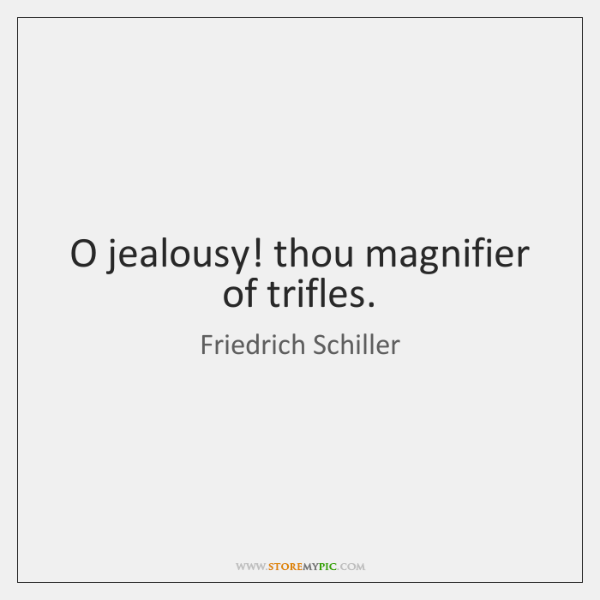 O jealousy! thou magnifier
of trifles.
Friedrich Schiller
WWW.STOREMYPIC.COM